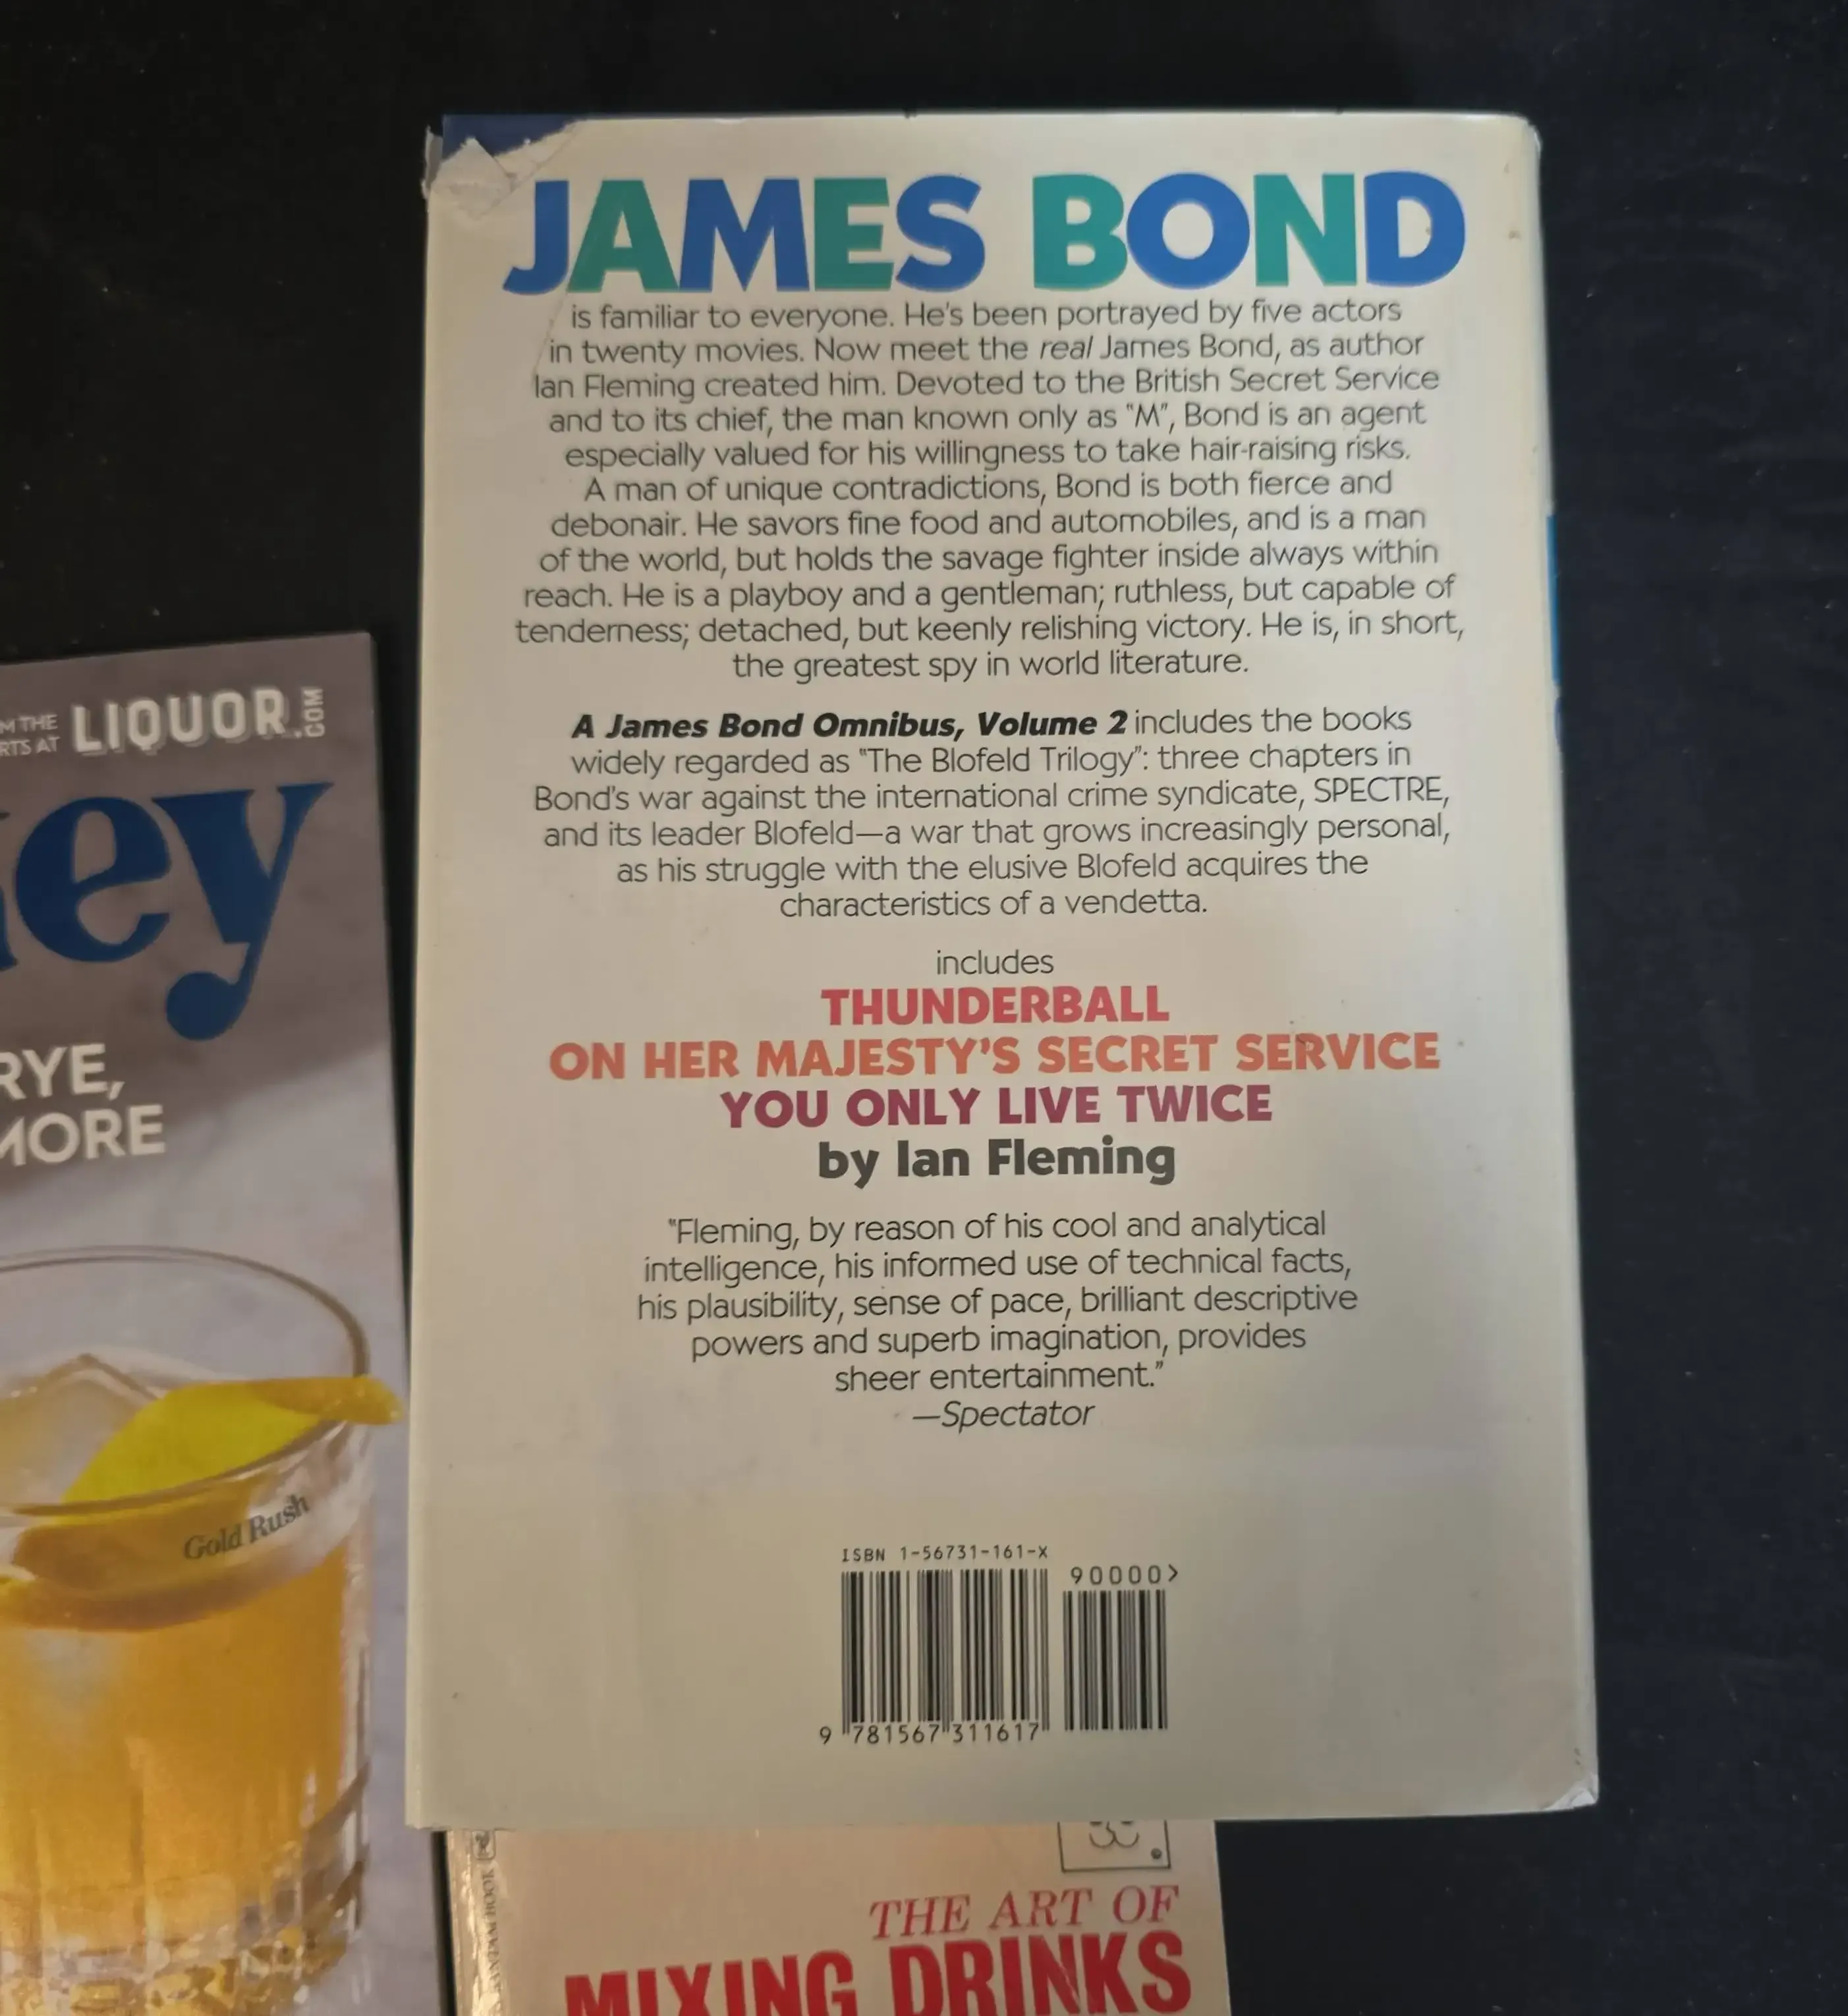 JAMES BOND
is familiar to everyone. He's been portrayed by five actors
in twenty movies. Now meet the real James Bond, as author
Ian Fleming created him. Devoted to the British Secret Service
and to its chief, the man known only as "M", Bond is an agent
especially valued for his willingness to take hair-raising risks.
A man of unique contradictions, Bond is both fierce and
debonair. He savors fine food and automobiles, and is a man
of the world, but holds the savage fighter inside always within
reach. He is a playboy and a gentleman; ruthless, but capable of
tenderness; detached, but keenly relishing victory. He is, in short,
the greatest spy in world literature.
A James Bond Omnibus, Volume 2 includes the books
widely regarded as "The Blofeld Trilogy": three chapters in
Bond's war against the international crime syndicate, SPECTRE,
and its leader Blofeld—a war that grows increasingly personal,
as his struggle with the elusive Blofeld acquires the
characteristics of a vendetta.
includes
THUNDERBALL
ON HER MAJESTY'S SECRET SERVICE
YOU ONLY LIVE TWICE
by Ian Fleming
"Fleming, by reason of his cool and analytical
intelligence, his informed use of technical facts,
his plausibility, sense of pace, brilliant descriptive
powers and superb imagination, provides
sheer entertainment."
—Spectator
ISBN 1-56731-161-X
90000>
9 781567 311617
M THE
RTS AT
LIQUOR.COM
ey
RYE,
MORE
Gold Rush
THE ART OF
MIXING DRINKS